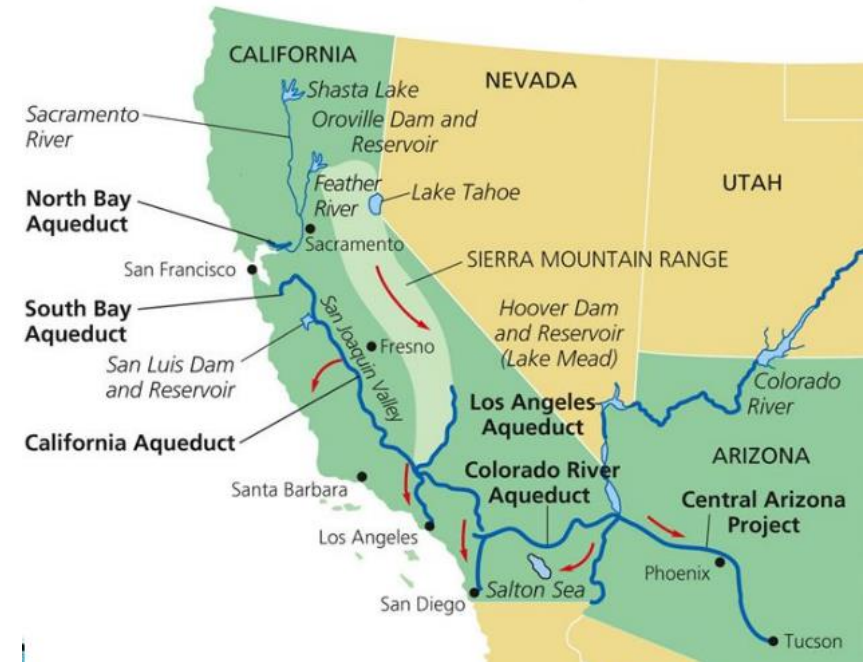 CALIFORNIA
NEVADA
UTAH
Shasta Lake
Sacramento
River
Oroville Dam and
Reservoir
Feather
River
Lake Tahoe
North Bay
Aqueduct
Sacramento
San Francisco
SIERRA MOUNTAIN RANGE
South Bay
Aqueduct
San Joaquin Valley
Hoover Dam
and Reservoir
(Lake Mead)
Fresno
San Luis Dam
and Reservoir
Colorado
River
Los Angeles
Aqueduct
California Aqueduct
ARIZONA
Colorado River
Aqueduct
Santa Barbara
Central Arizona
Project
Los Angeles
Phoenix
Salton Sea
San Diego
Tucson